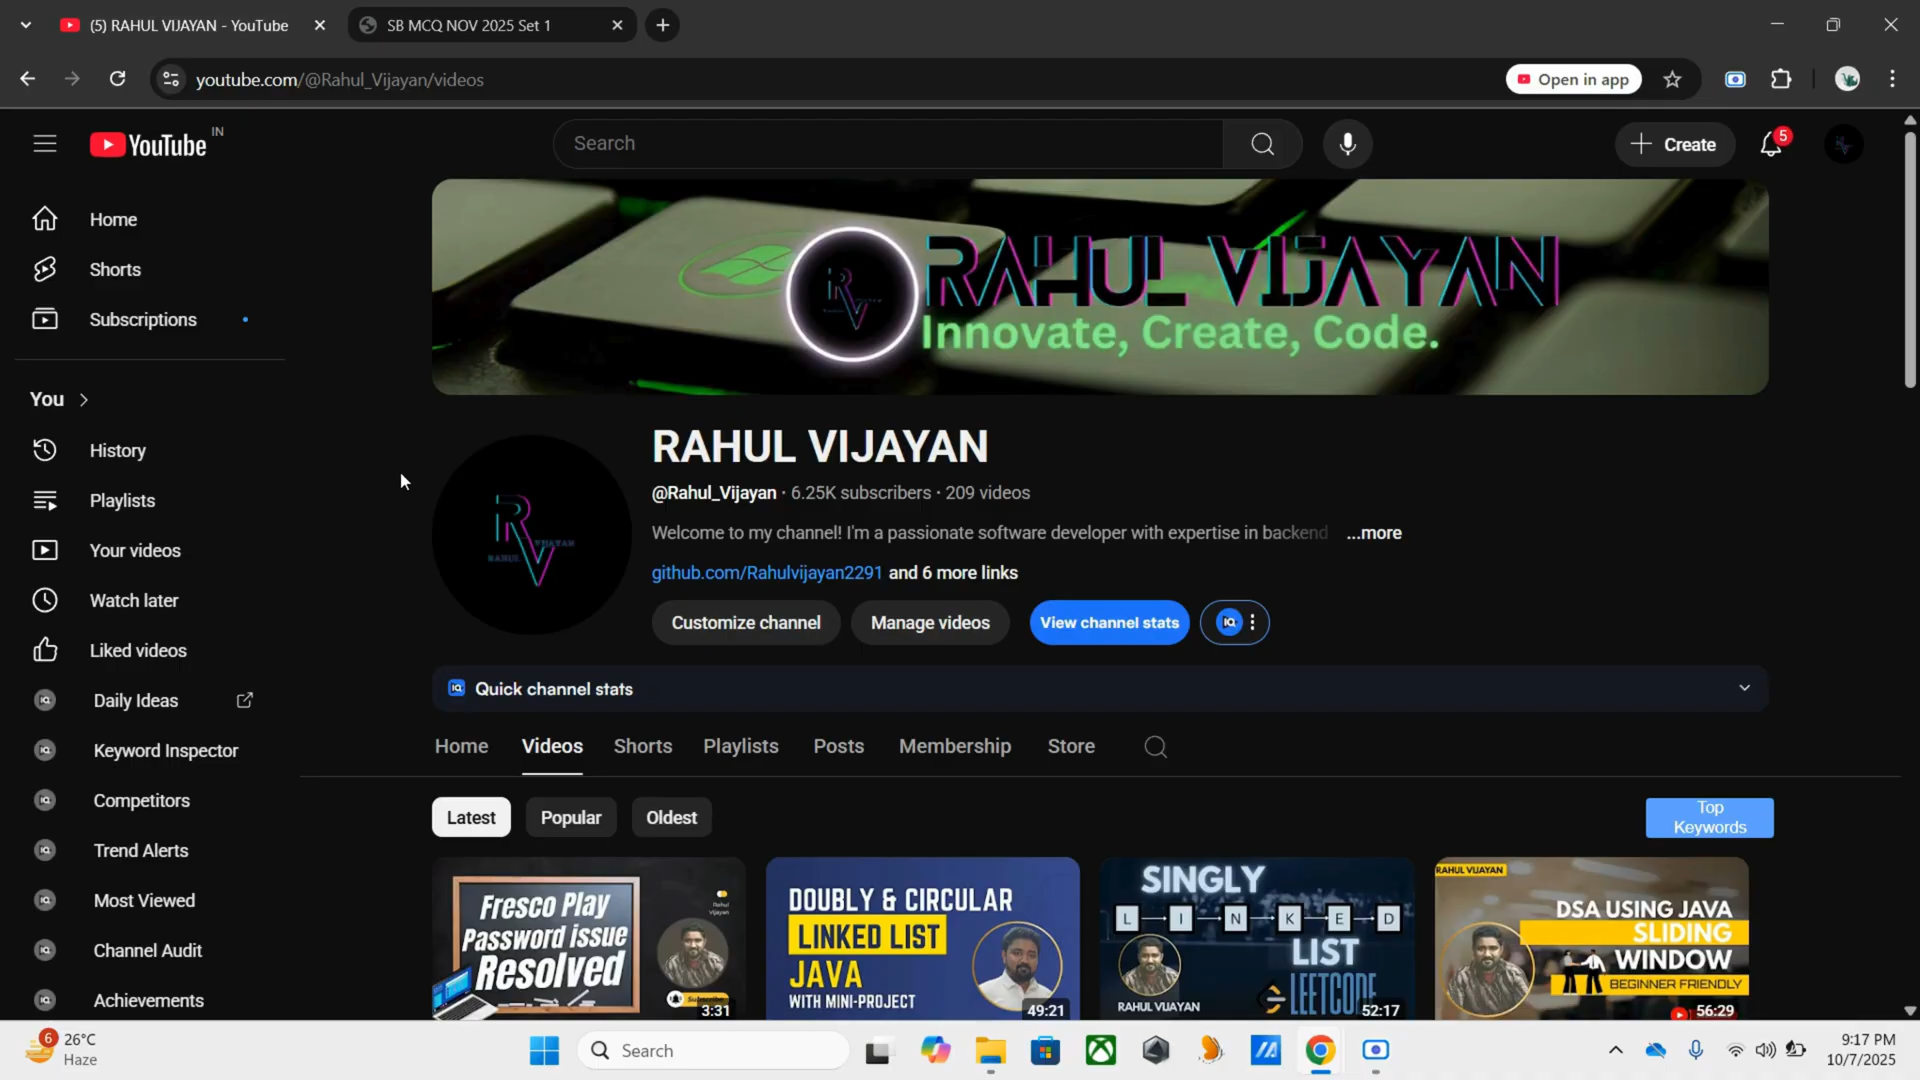 (5) RAHUL VIJAYAN - YouTube
SB MCQ NOV 2025 Set 1
youtube.com/@Rahul_Vijayan/videos
Open in app
YouTube IN
Search
Create
5
Home
Shorts
Subscriptions
You
History
Playlists
Your videos
Watch later
Liked videos
Daily Ideas
Keyword Inspector
Competitors
Trend Alerts
Most Viewed
Channel Audit
Achievements
RAHUL VIJAYAN
Innovate, Create, Code.
RAHUL VIJAYAN
RAHUL VIJAYAN
@Rahul_Vijayan · 6.25K subscribers · 209 videos
Welcome to my channel! I'm a passionate software developer with expertise in backend ...more
github.com/Rahulvijayan2291 and 6 more links
Customize channel
Manage videos
View channel stats
IQ
IQ Quick channel stats
Home
Videos
Shorts
Playlists
Posts
Membership
Store
Latest
Popular
Oldest
Top
Keywords
Fresco Play
Password issue
Resolved
Rahul
Vijayan
Subscribe
3:31
DOUBLY & CIRCULAR
LINKED LIST
JAVA
WITH MINI-PROJECT
49:21
SINGLY
L I N K E D
LIST
LEETCODE
RAHUL VIJAYAN
52:17
RAHUL VIJAYAN
DSA USING JAVA
SLIDING
WINDOW
BEGINNER FRIENDLY
56:29
6
26°C
Haze
Search
9:17 PM
10/7/2025